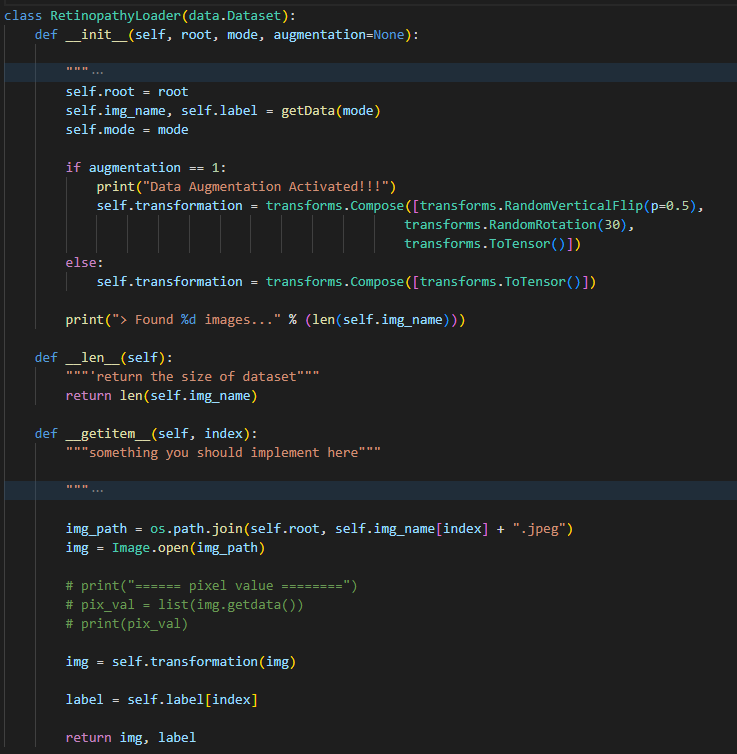 class RetinopathyLoader(data.Dataset):
    def __init__(self, root, mode, augmentation=None):
        """...
        self.root = root
        self.img_name, self.label = getData(mode)
        self.mode = mode
        if augmentation == 1:
            print("Data Augmentation Activated!!!")
            self.transformation = transforms.Compose([transforms.RandomVerticalFlip(p=0.5),
                                                    transforms.RandomRotation(30),
                                                    transforms.ToTensor()])
        else:
            self.transformation = transforms.Compose([transforms.ToTensor()])
        print("> Found %d images..." % (len(self.img_name)))
    def __len__(self):
        """'return the size of dataset"""
        return len(self.img_name)
    def __getitem__(self, index):
        """something you should implement here"""
        """...
        img_path = os.path.join(self.root, self.img_name[index] + ".jpeg")
        img = Image.open(img_path)
        # print("====== pixel value ========")
        # pix_val = list(img.getdata())
        # print(pix_val)
        img = self.transformation(img)
        label = self.label[index]
        return img, label